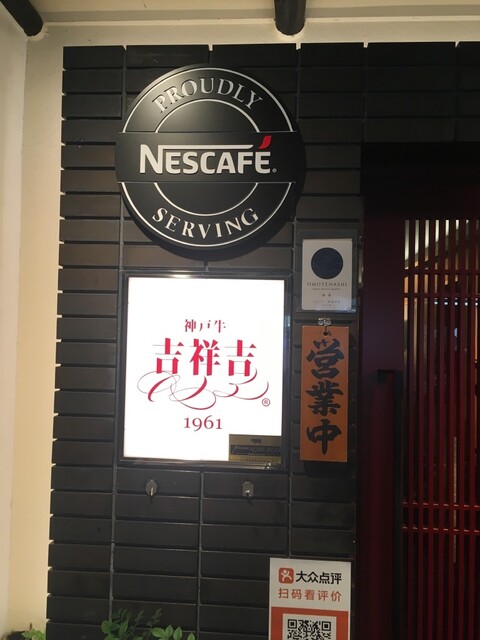 PROUDLY
NESCAFÉ®
SERVING
OMOTENASHI
神戸牛
吉祥吉
®
1961
営業中
大众点评
扫码看评价